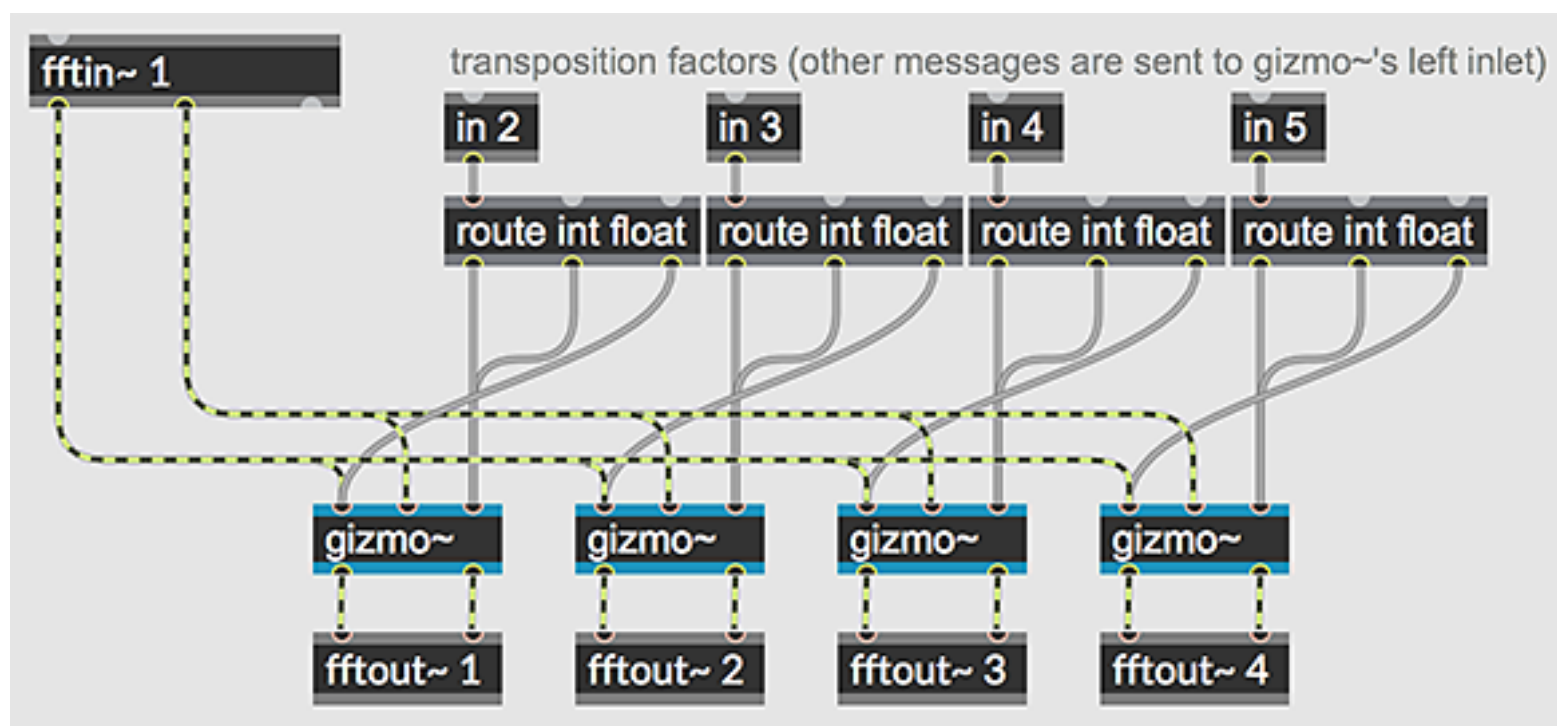 fftin~ 1
transposition factors (other messages are sent to gizmo~'s left inlet)
in 2
in 3
in 4
in 5
route int float
route int float
route int float
route int float
gizmo~
gizmo~
gizmo~
gizmo~
fftout~ 1
fftout~ 2
fftout~ 3
fftout~ 4